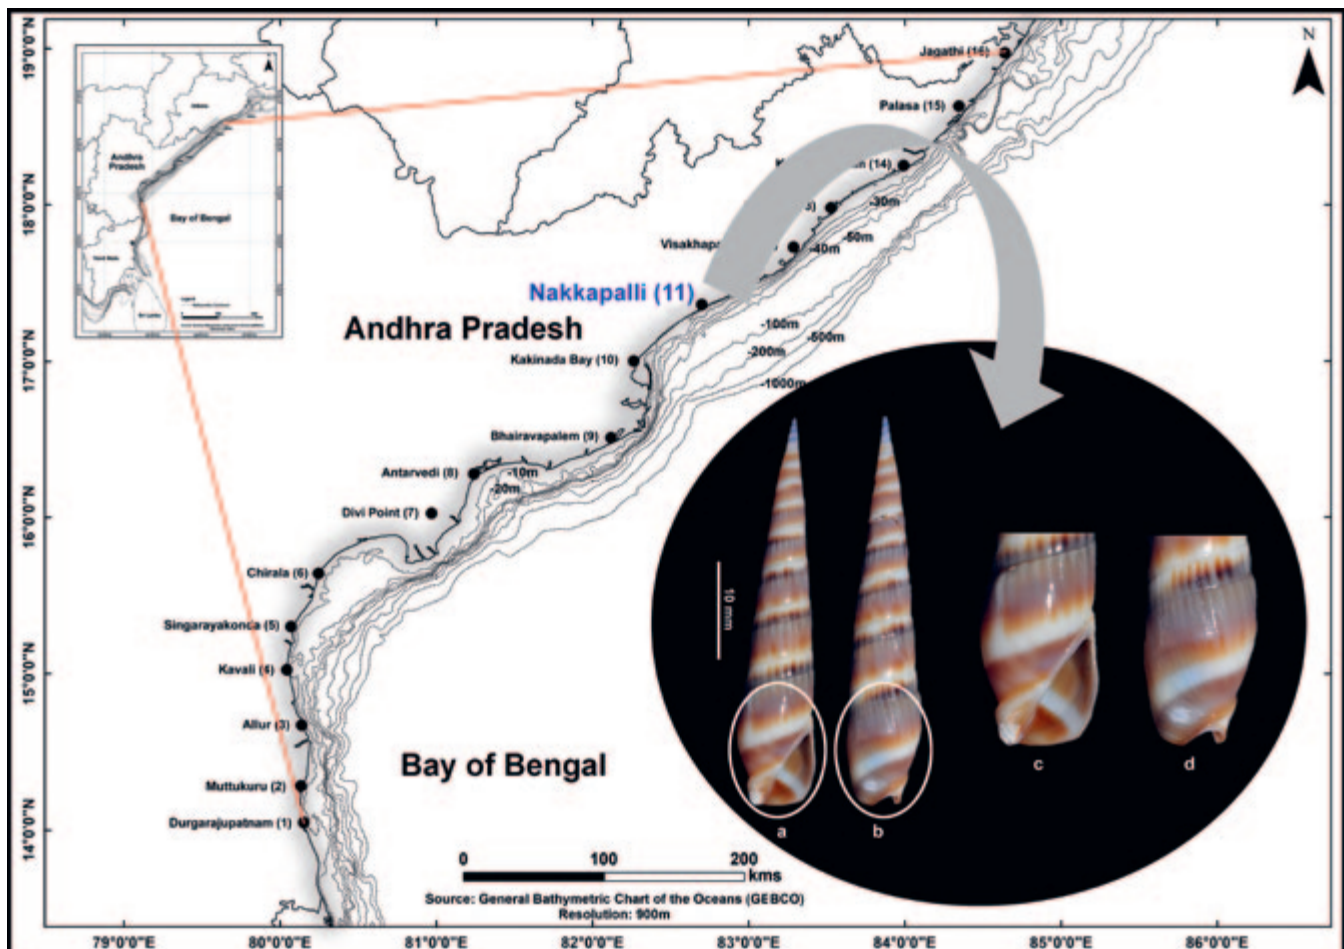 N
19°0'0"N
18°0'0"N
17°0'0"N
16°0'0"N
15°0'0"N
14°0'0"N
Andhra
Pradesh
Bay of Bengal
Jagathi (16)
Palasa (15)
(14)
Visakhapa
Nakkapalli (11)
Andhra Pradesh
Kakinada Bay (10)
Bhairavapalem (9)
Antarvedi (8)
Divi Point (7)
Chirala (6)
Singarayakonda (5)
Kavali (4)
Allur (3)
Muttukuru (2)
Durgarajupatnam (1)
Bay of Bengal
-30m
-50m
-40m
-100m
-500m
-200m
-1000m
-10m
-20m
10 mm
a
b
c
d
0 100 200
kms
Source: General Bathymetric Chart of the Oceans (GEBCO)
Resolution: 900m
79°0'0"E 80°0'0"E 81°0'0"E 82°0'0"E 83°0'0"E 84°0'0"E 85°0'0"E 86°0'0"E